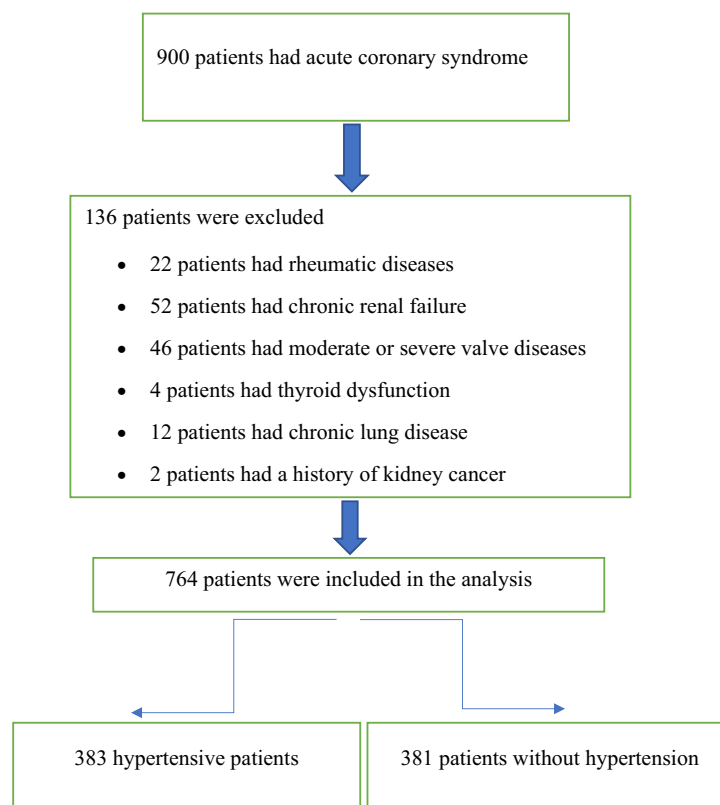 900 patients had acute coronary syndrome
136 patients were excluded
• 22 patients had rheumatic diseases
• 52 patients had chronic renal failure
• 46 patients had moderate or severe valve diseases
• 4 patients had thyroid dysfunction
• 12 patients had chronic lung disease
• 2 patients had a history of kidney cancer
764 patients were included in the analysis
383 hypertensive patients
381 patients without hypertension